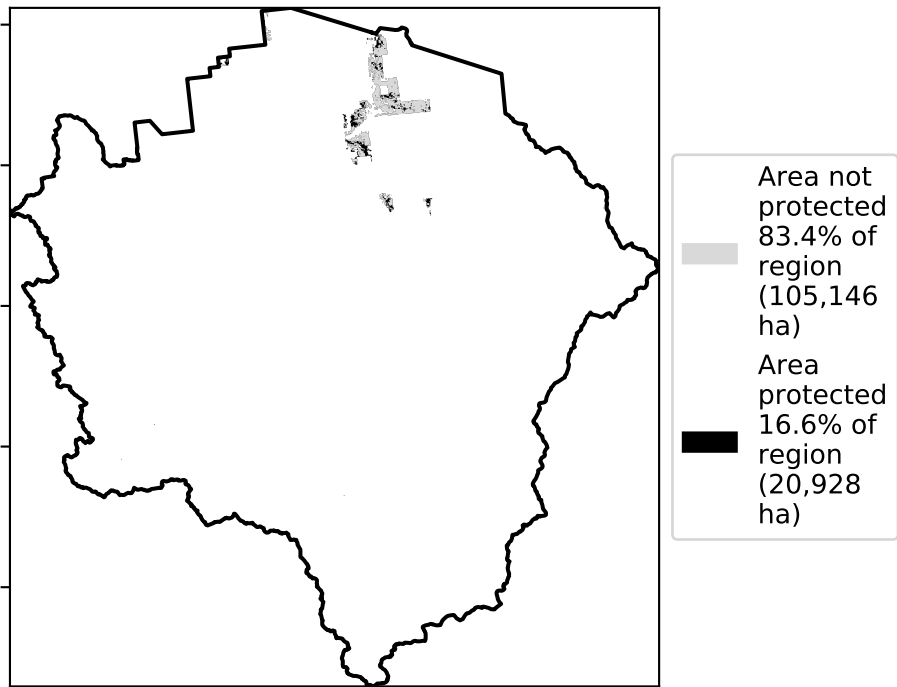 Area not
protected
83.4% of
region
(105,146
ha)
Area
protected
16.6% of
region
(20,928
ha)